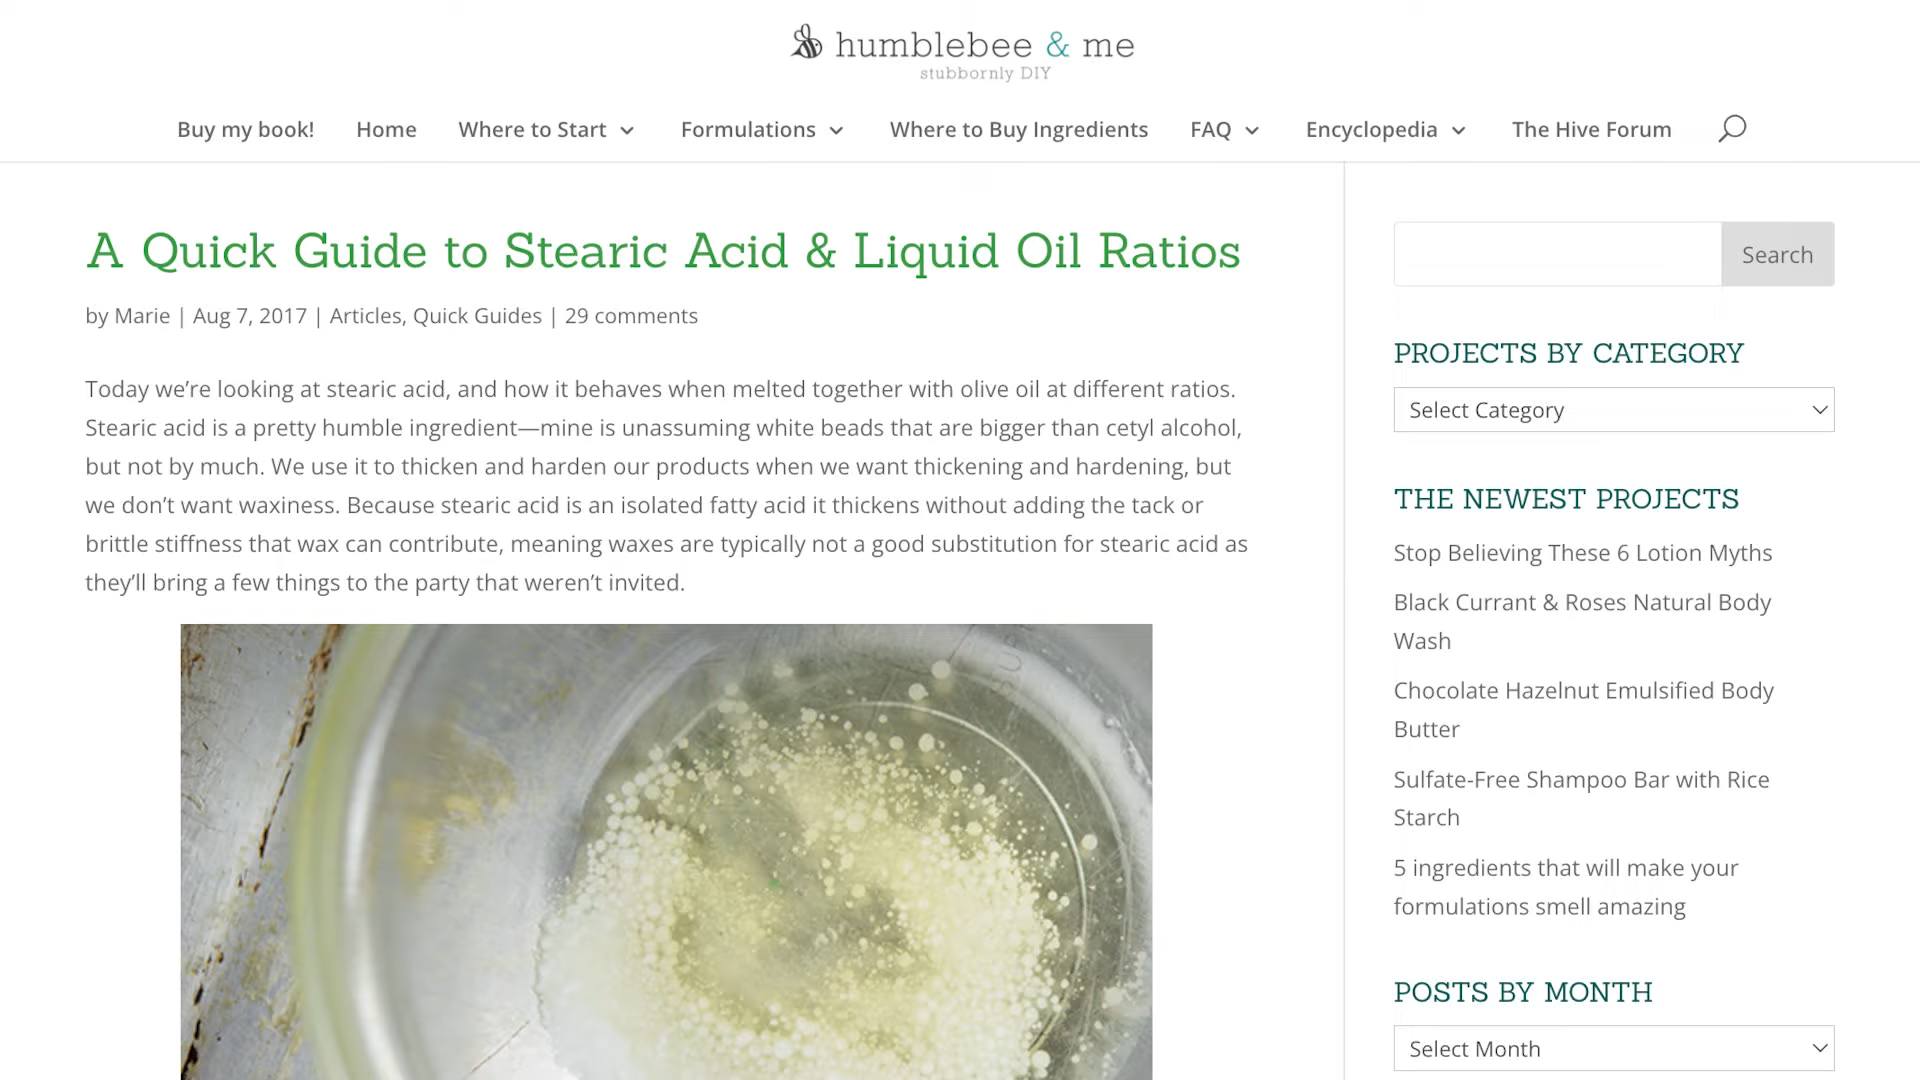 humblebee & me
stubbornly DIY
Buy my book!
Home
Where to Start
Formulations
Where to Buy Ingredients
FAQ
Encyclopedia
The Hive Forum
A Quick Guide to Stearic Acid & Liquid Oil Ratios
by Marie | Aug 7, 2017 | Articles, Quick Guides | 29 comments
Today we’re looking at stearic acid, and how it behaves when melted together with olive oil at different ratios.
Stearic acid is a pretty humble ingredient—mine is unassuming white beads that are bigger than cetyl alcohol,
but not by much. We use it to thicken and harden our products when we want thickening and hardening, but
we don’t want waxiness. Because stearic acid is an isolated fatty acid it thickens without adding the tack or
brittle stiffness that wax can contribute, meaning waxes are typically not a good substitution for stearic acid as
they’ll bring a few things to the party that weren’t invited.
Search
PROJECTS BY CATEGORY
Select Category
THE NEWEST PROJECTS
Stop Believing These 6 Lotion Myths
Black Currant & Roses Natural Body
Wash
Chocolate Hazelnut Emulsified Body
Butter
Sulfate-Free Shampoo Bar with Rice
Starch
5 ingredients that will make your
formulations smell amazing
POSTS BY MONTH
Select Month